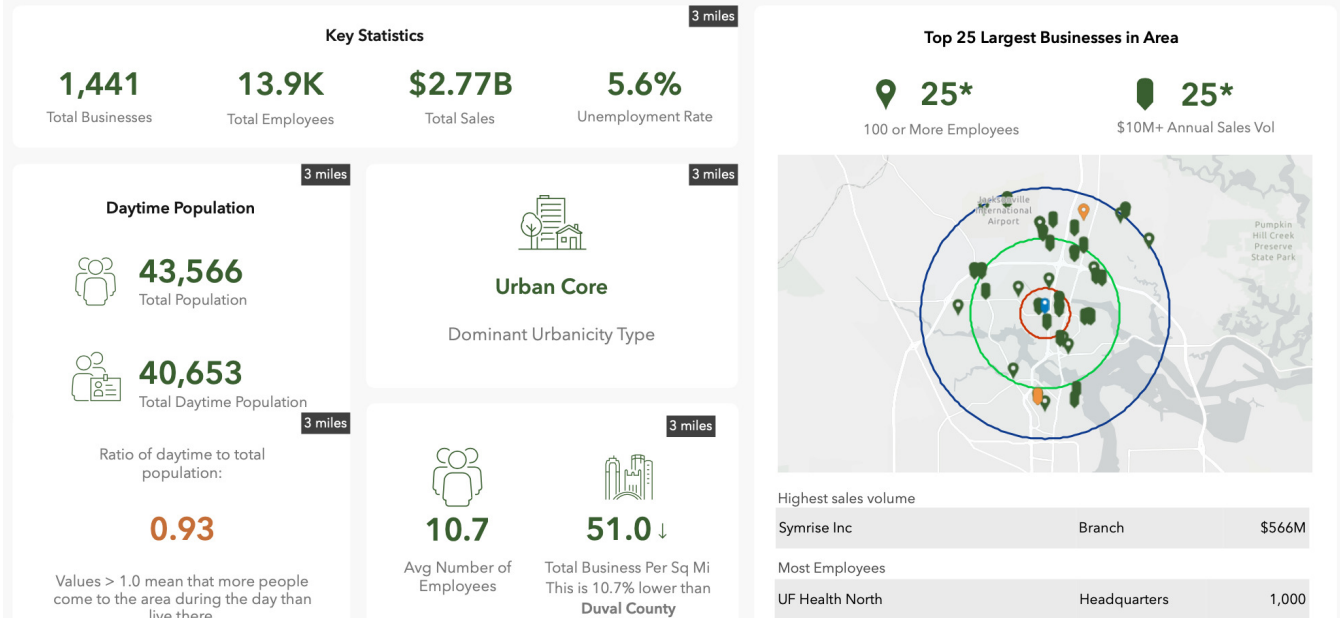 3 miles
Key Statistics
1,441
Total Businesses
13.9K
Total Employees
$2.77B
Total Sales
5.6%
Unemployment Rate
3 miles
Daytime Population
43,566
Total Population
40,653
Total Daytime Population
3 miles
Ratio of daytime to total
population:
0.93
Values > 1.0 mean that more people
come to the area during the day than
live there
3 miles
Urban Core
Dominant Urbanicity Type
3 miles
10.7
Avg Number of
Employees
51.0 ↓
Total Business Per Sq Mi
This is 10.7% lower than
Duval County
Top 25 Largest Businesses in Area
25*
100 or More Employees
25*
$10M+ Annual Sales Vol
Jacksonville
International
Airport
Pumpkin
Hill Creek
Preserve
State Park
Highest sales volume
Symrise Inc Branch $566M
Most Employees
UF Health North Headquarters 1,000